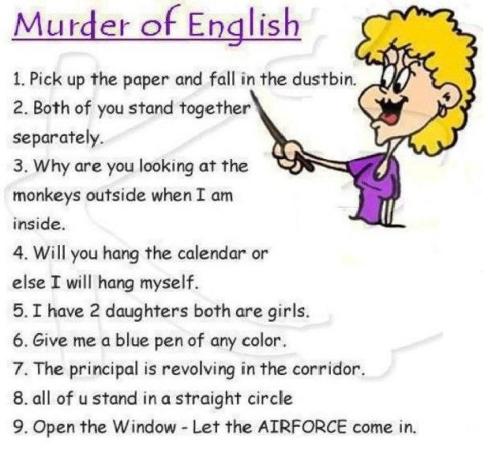 Murder of English
1. Pick up the paper and fall in the dustbin.
2. Both of you stand together
separately.
3. Why are you looking at the
monkeys outside when I am
inside.
4. Will you hang the calendar or
else I will hang myself.
5. I have 2 daughters both are girls.
6. Give me a blue pen of any color.
7. The principal is revolving in the corridor.
8. all of u stand in a straight circle
9. Open the Window - Let the AIRFORCE come in.